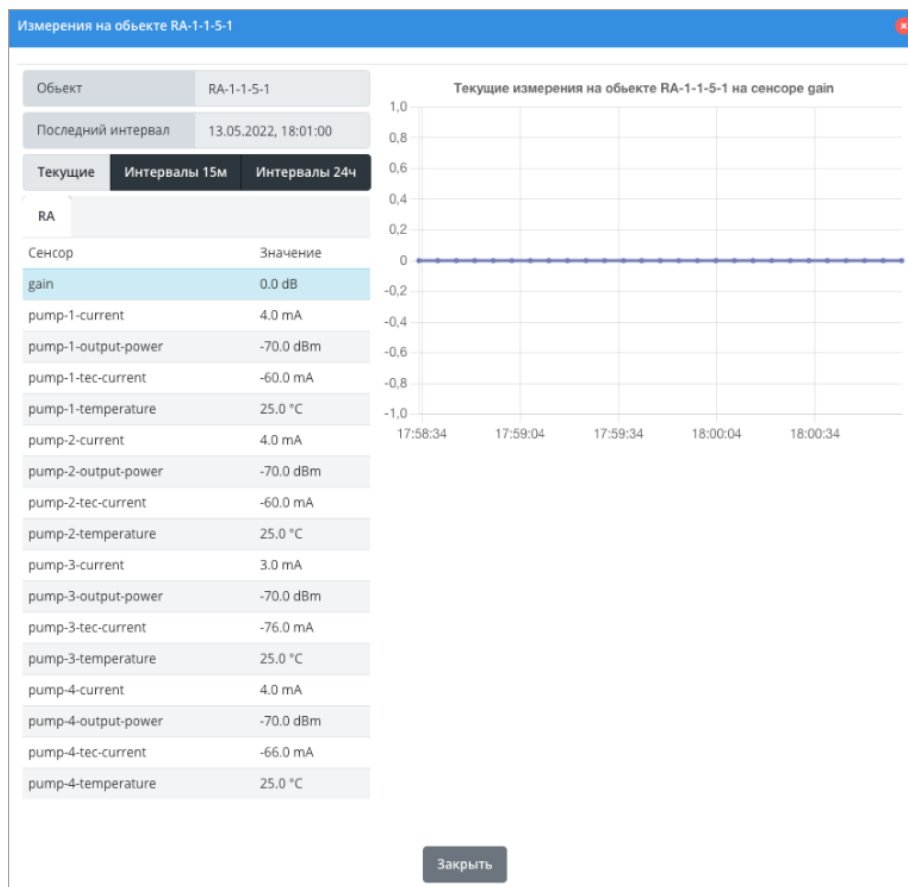 Измерения на обьекте RA-1-1-5-1
Обьект RA-1-1-5-1
Последний интервал 13.05.2022, 18:01:00
Текущие Интервалы 15м Интервалы 24ч
RA
Сенсор Значение
gain 0.0 dB
pump-1-current 4.0 mA
pump-1-output-power -70.0 dBm
pump-1-tec-current -60.0 mA
pump-1-temperature 25.0 °C
pump-2-current 4.0 mA
pump-2-output-power -70.0 dBm
pump-2-tec-current -60.0 mA
pump-2-temperature 25.0 °C
pump-3-current 3.0 mA
pump-3-output-power -70.0 dBm
pump-3-tec-current -76.0 mA
pump-3-temperature 25.0 °C
pump-4-current 4.0 mA
pump-4-output-power -70.0 dBm
pump-4-tec-current -66.0 mA
pump-4-temperature 25.0 °C
Текущие измерения на обьекте RA-1-1-5-1 на сенсоре gain
1,0
0,8
0,6
0,4
0,2
0
-0,2
-0,4
-0,6
-0,8
-1,0
17:58:34 17:59:04 17:59:34 18:00:04 18:00:34
Закрыть